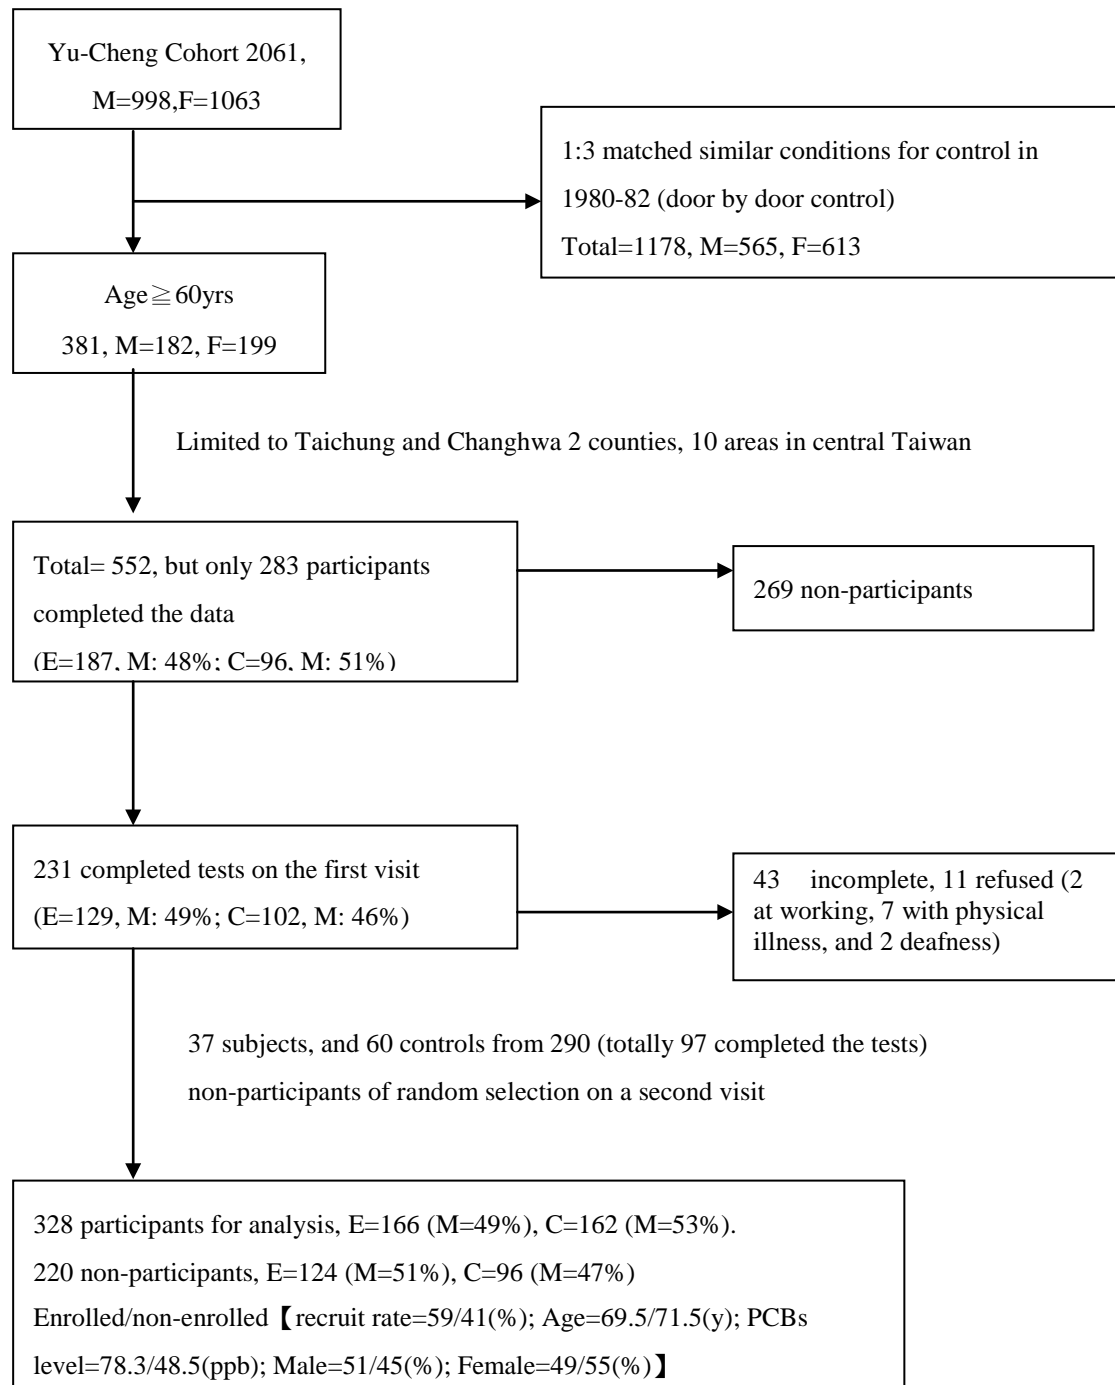 Yu-Cheng Cohort 2061,
M=998,F=1063
1:3 matched similar conditions for control in
1980-82 (door by door control)
Total=1178, M=565, F=613
Age≧60yrs
381, M=182, F=199
Limited to Taichung and Changhwa 2 counties, 10 areas in central Taiwan
Total= 552, but only 283 participants
completed the data
(E=187, M: 48%; C=96, M: 51%)
269 non-participants
231 completed tests on the first visit
(E=129, M: 49%; C=102, M: 46%)
43 incomplete, 11 refused (2
at working, 7 with physical
illness, and 2 deafness)
37 subjects, and 60 controls from 290 (totally 97 completed the tests)
non-participants of random selection on a second visit
328 participants for analysis, E=166 (M=49%), C=162 (M=53%).
220 non-participants, E=124 (M=51%), C=96 (M=47%)
Enrolled/non-enrolled【recruit rate=59/41(%); Age=69.5/71.5(y); PCBs
level=78.3/48.5(ppb); Male=51/45(%); Female=49/55(%)】